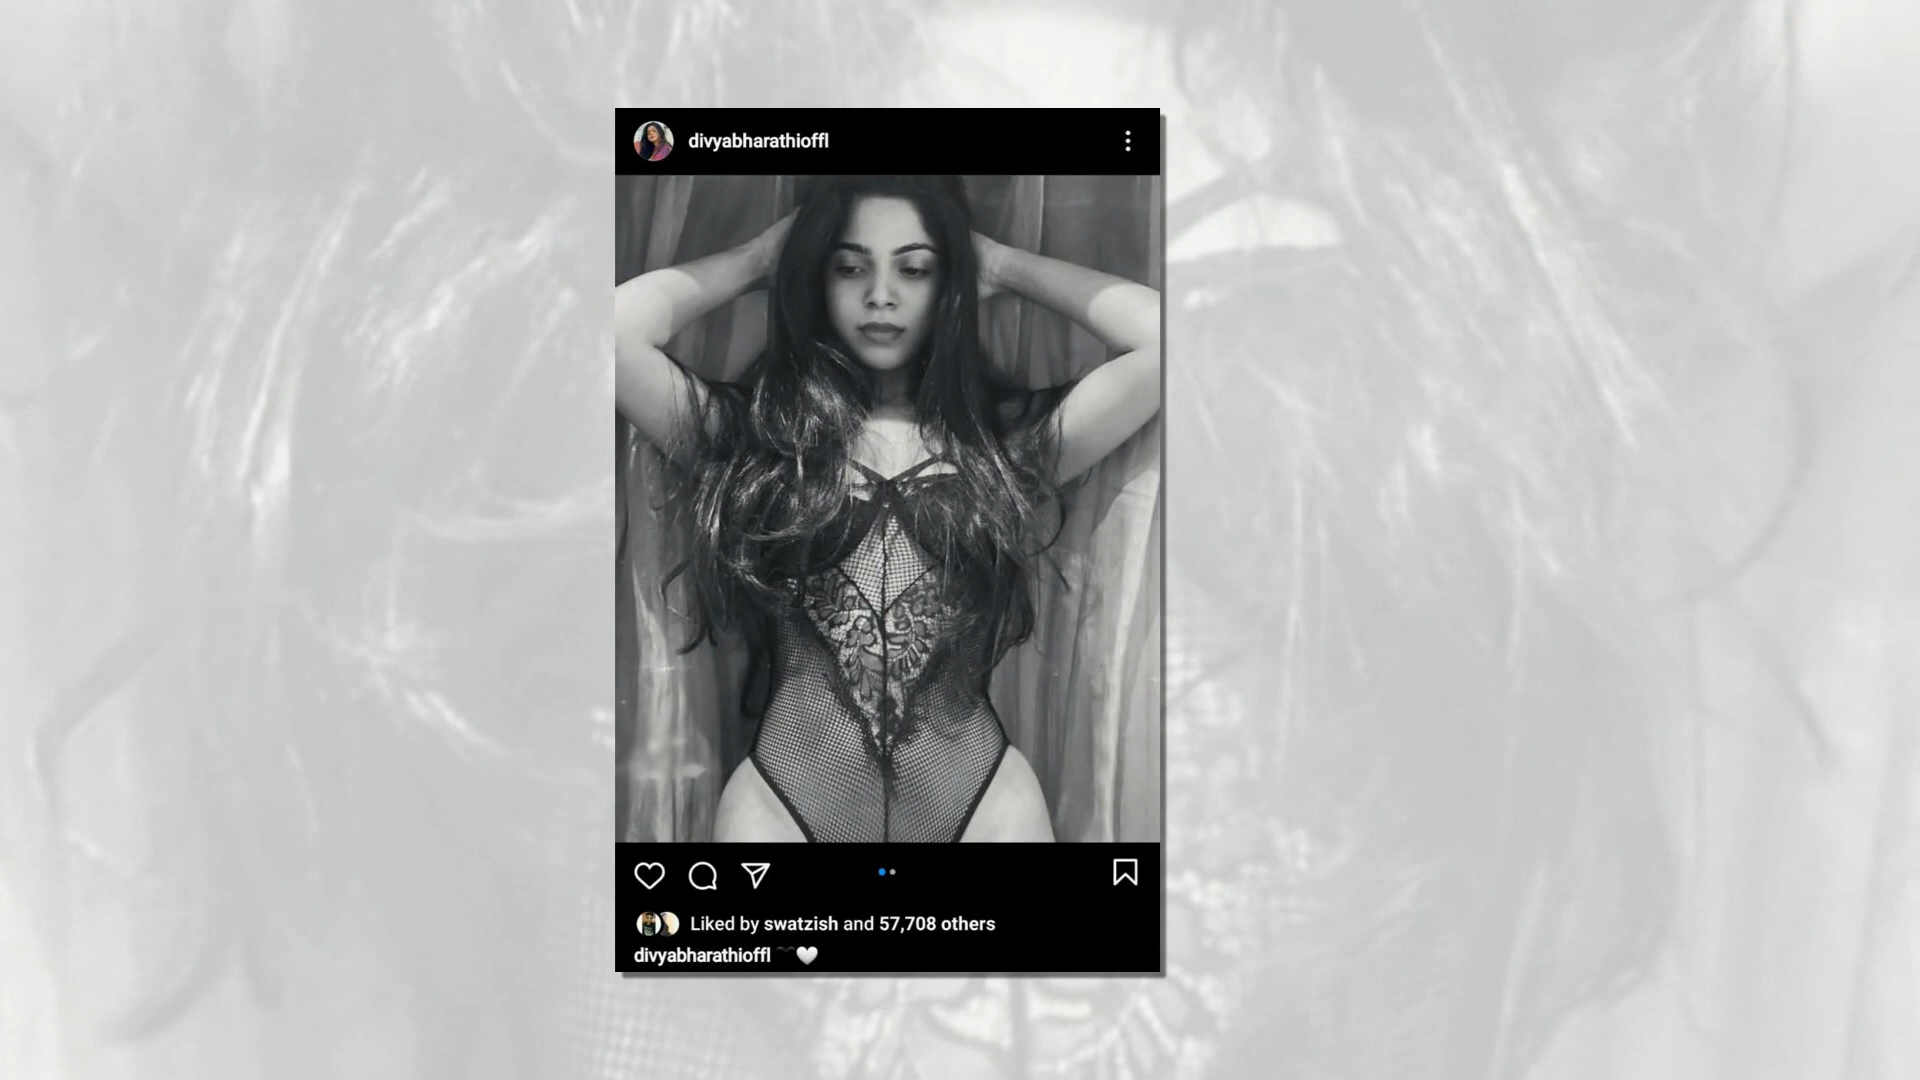 divyabharathioffl
Liked by swatzish and 57,708 others
divyabharathioffl 🖤🤍